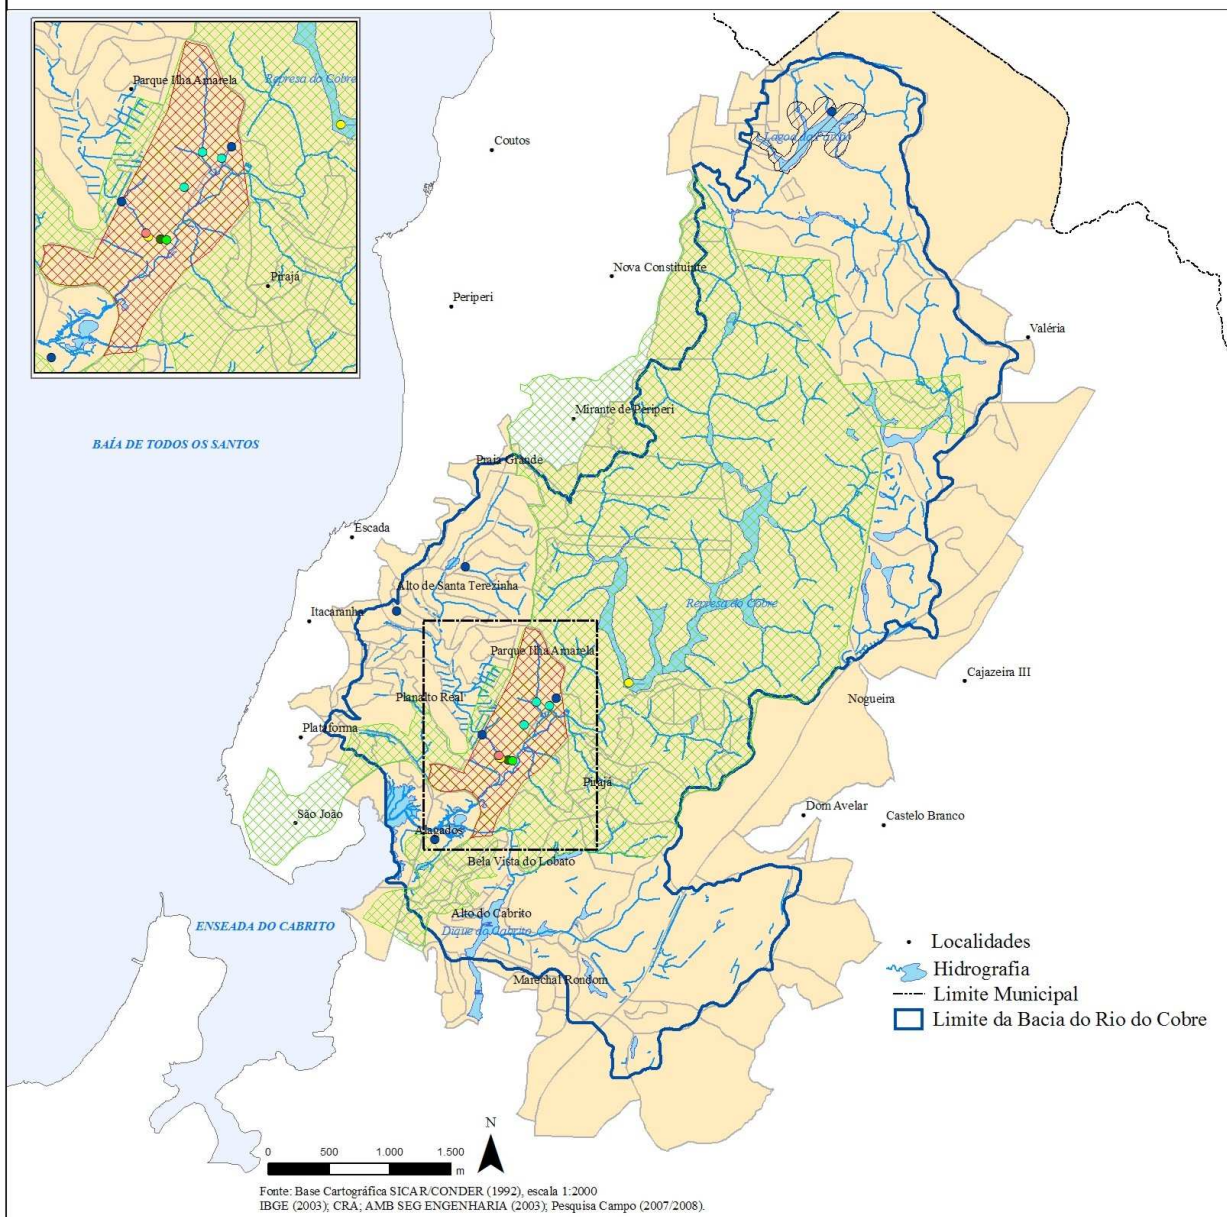 Parque Ilha Amarela
Represa do Cobre
Pirajá
Coutos
Lagoa da Paixão
Nova Constituinte
Periperi
Valéria
Mirante de Periperi
BAÍA DE TODOS OS SANTOS
Praia Grande
Escada
Alto de Santa Terezinha
Represa do Cobre
Itacaranha
Parque Ilha Amarela
Cajazeira III
Planalto Real
Nogueira
Plataforma
Pirajá
Dom Avelar
São João
Castelo Branco
Alagados
Bela Vista do Lobato
Alto do Cabrito
ENSEADA DO CABRITO
Dique do Cabrito
Marechal Rondom
Localidades
Hidrografia
Limite Municipal
Limite da Bacia do Rio do Cobre
N
0 500 1.000 1.500
m
Fonte: Base Cartográfica SICAR/CONDER (1992), escala 1:2000
IBGE (2003); CRA; AMB SEG ENGENHARIA (2003); Pesquisa Campo (2007/2008).